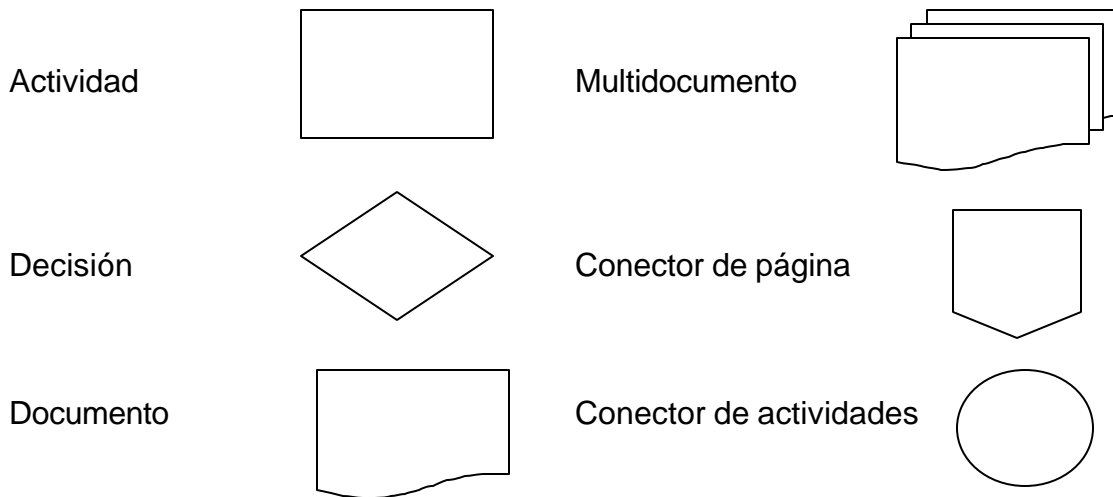 Actividad
Multidocumento
Decisión
Conector de página
Documento
Conector de actividades